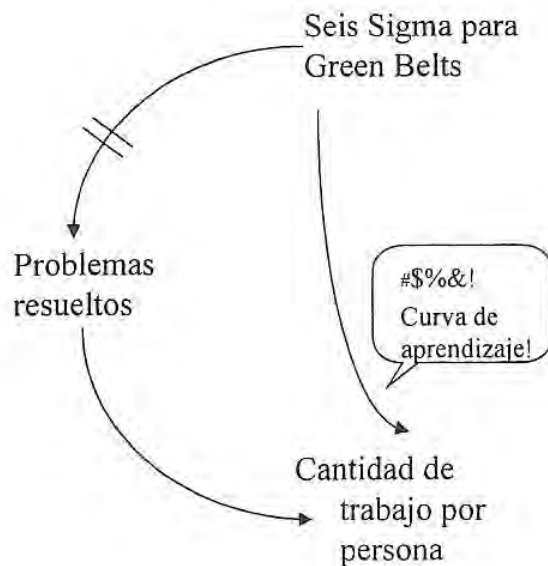 Seis Sigma para
Green Belts
Problemas
resueltos
#$%&!
Curva de
aprendizaje!
Cantidad de
trabajo por
persona